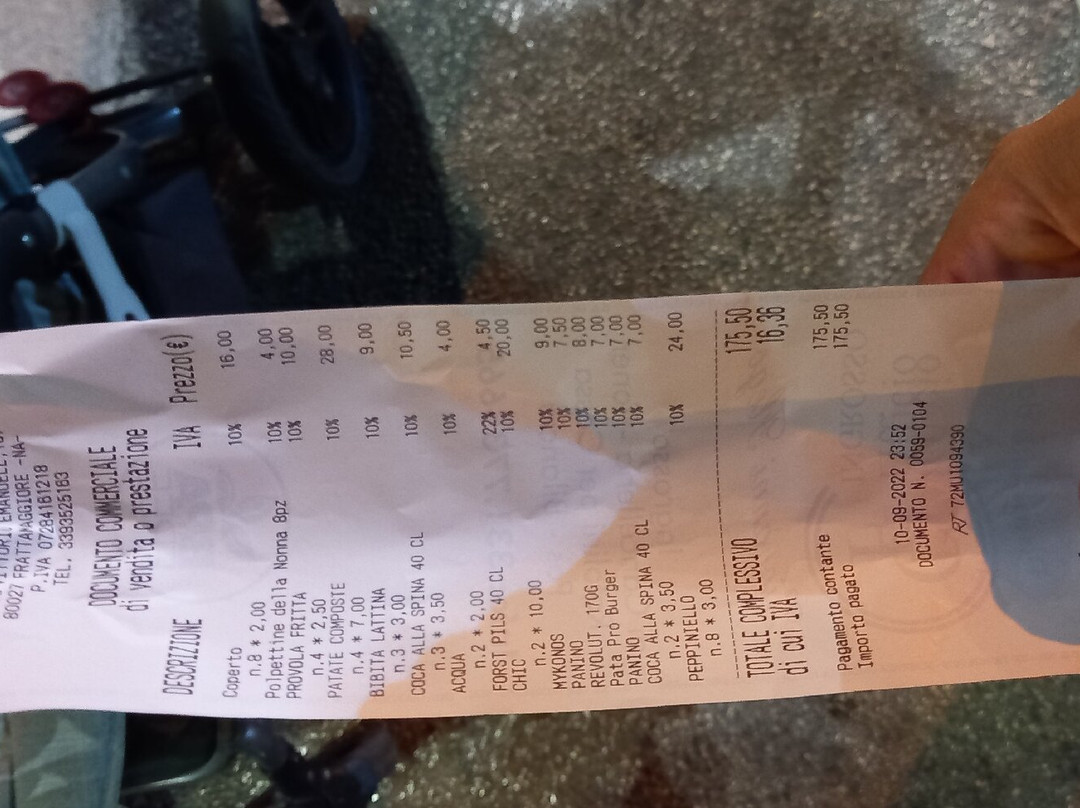 80027 FRATTAMAGGIORE -NA-
P.IVA 07284161218
TEL. 3393525163
DOCUMENTO COMMERCIALE
di vendita o prestazione
DESCRIZIONE IVA Prezzo(€)
Coperto 10% 16,00
n.8 * 2,00
Polpettine della Nonna 8pz 10% 4,00
PROVOLA FRITTA 10% 10,00
n.4 * 2,50
PATATE COMPOSTE 10% 28,00
n.4 * 7,00
BIBITA LATTINA 10% 9,00
n.3 * 3,00
COCA ALLA SPINA 40 CL 10% 10,50
n.3 * 3,50
ACQUA 10% 4,00
n.2 * 2,00
FORST PILS 40 CL 22% 4,50
CHIC 10% 20,00
n.2 * 10,00
MYKONOS 10% 9,00
PANINO 10% 7,50
REVOLUT. 170G 10% 8,00
Pata Pro Burger 10% 7,00
PANINO 10% 7,00
COCA ALLA SPINA 40 CL 10% 7,00
n.2 * 3,50
PEPPINIELLO 10% 24,00
n.8 * 3,00
TOTALE COMPLESSIVO 175,50
di cui IVA 16,36
Pagamento contante 175,50
Importo pagato 175,50
10-09-2022 23:52
DOCUMENTO N. 0059-0104
RT 72MU1094390